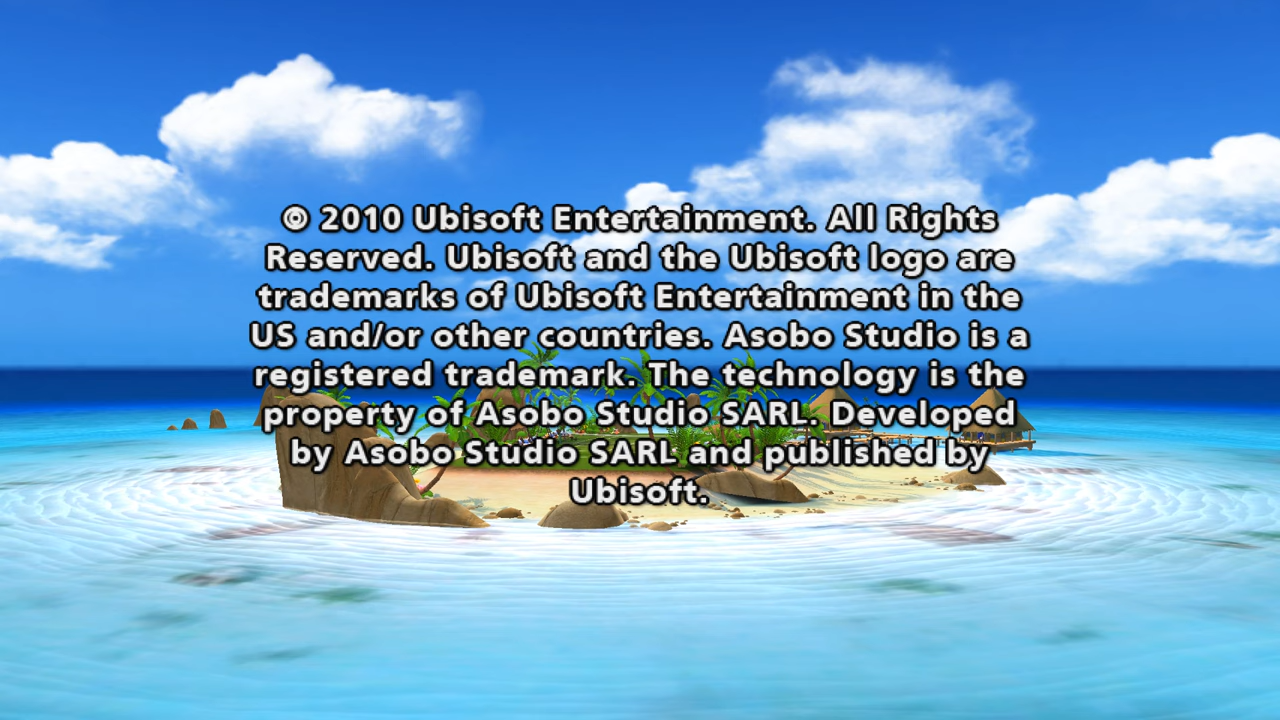 © 2010 Ubisoft Entertainment. All Rights
Reserved. Ubisoft and the Ubisoft logo are
trademarks of Ubisoft Entertainment in the
US and/or other countries. Asobo Studio is a
registered trademark. The technology is the
property of Asobo Studio SARL. Developed
by Asobo Studio SARL and published by
Ubisoft.